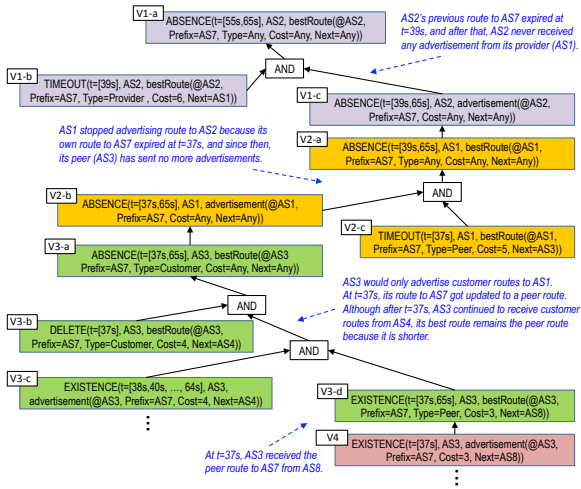 V1-a
ABSENCE(t=[55s,65s], AS2, bestRoute(@AS2,
Prefix=AS7, Type=Any, Cost=Any, Next=Any))
AS2's previous route to AS7 expired at
t=39s, and after that, AS2 never received
any advertisement from its provider (AS1).
AND
V1-b
TIMEOUT(t=[39s], AS2, bestRoute(@AS2,
Prefix=AS7, Type=Provider , Cost=6, Next=AS1))
V1-c
ABSENCE(t=[39s,65s], AS2, advertisement(@AS2,
Prefix=AS7, Cost=Any, Next=Any))
AS1 stopped advertising route to AS2 because its
own route to AS7 expired at t=37s, and since then,
its peer (AS3) has sent no more advertisements.
V2-a
ABSENCE(t=[39s,65s], AS1, bestRoute(@AS1,
Prefix=AS7, Type=Any, Cost=Any, Next=Any))
AND
V2-b
ABSENCE(t=[37s,65s], AS1, advertisement(@AS1,
Prefix=AS7, Cost=Any, Next=Any))
V2-c
TIMEOUT(t=[37s], AS1, bestRoute(@AS1,
Prefix=AS7, Type=Peer, Cost=5, Next=AS3))
V3-a
ABSENCE(t=[37s,65s], AS3, bestRoute(@AS3
Prefix=AS7, Type=Customer, Cost=Any, Next=Any))
AS3 would only advertise customer routes to AS1.
At t=37s, its route to AS7 got updated to a peer route.
Although after t=37s, AS3 continued to receive customer
routes from AS4, its best route remains the peer route
because it is shorter.
AND
V3-b
DELETE(t=[37s], AS3, bestRoute(@AS3,
Prefix=AS7, Type=Customer, Cost=4, Next=AS4))
AND
V3-c
EXISTENCE(t=[38s,40s, …, 64s], AS3,
advertisement(@AS3, Prefix=AS7, Cost=4, Next=AS4))
V3-d
EXISTENCE(t=[37s,65s], AS3, bestRoute(@AS3,
Prefix=AS7, Type=Peer, Cost=3, Next=AS8))
At t=37s, AS3 received the
peer route to AS7 from AS8.
V4
EXISTENCE(t=[37s], AS3, advertisement(@AS3,
Prefix=AS7, Cost=3, Next=AS8))